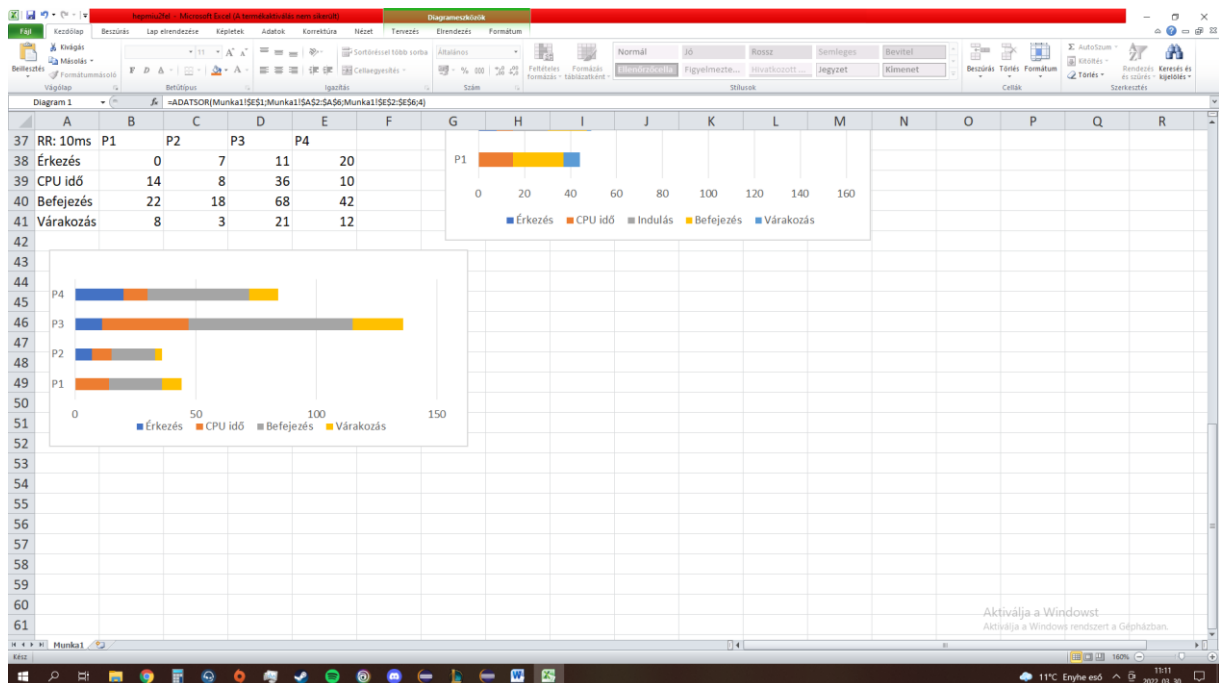 hepmiu2fel - Microsoft Excel (A termékaktiválás nem sikerült)
Diagrameszközök
Fájl Kezdőlap Beszúrás Lap elrendezése Képletek Adatok Korrektúra Nézet Tervezés Elrendezés Formátum
Beillesztés Kivágás Másolás Formátummásoló Vágólap
11 Betűtípus
Sortöréssel több sorba Cellaegyesítés Igazítás
Általános Szám
Feltételes formázás Formázás táblázatként
Normál Jó Rossz Semleges Bevitel
Ellenőrzőcella Figyelmezte... Hivatkozott ... Jegyzet Kimenet
Stílusok
Beszúrás Törlés Formátum Cellák
AutoSzum Kitöltés Törlés Rendezés és szűrés Keresés és kijelölés Szerkesztés
Diagram 1 fx =ADATSOR(Munka1!$E$1;Munka1!$A$2:$A$6;Munka1!$E$2:$E$6;4)
A B C D E F G H I J K L M N O P Q R
37 RR: 10ms P1 P2 P3 P4
38 Érkezés 0 7 11 20
39 CPU idő 14 8 36 10
40 Befejezés 22 18 68 42
41 Várakozás 8 3 21 12
P1
0 20 40 60 80 100 120 140 160
Érkezés CPU idő Indulás Befejezés Várakozás
42
43
44
45
46
47
48
49
50
51
52
53
54
55
56
57
58
59
60
61
P4
P3
P2
P1
0 50 100 150
Érkezés CPU idő Befejezés Várakozás
Aktiválja a Windowst
Aktiválja a Windows rendszert a Gépházban.
Munka1
Kész 160%
11°C Enyhe eső 11:11
2022. 03. 30.